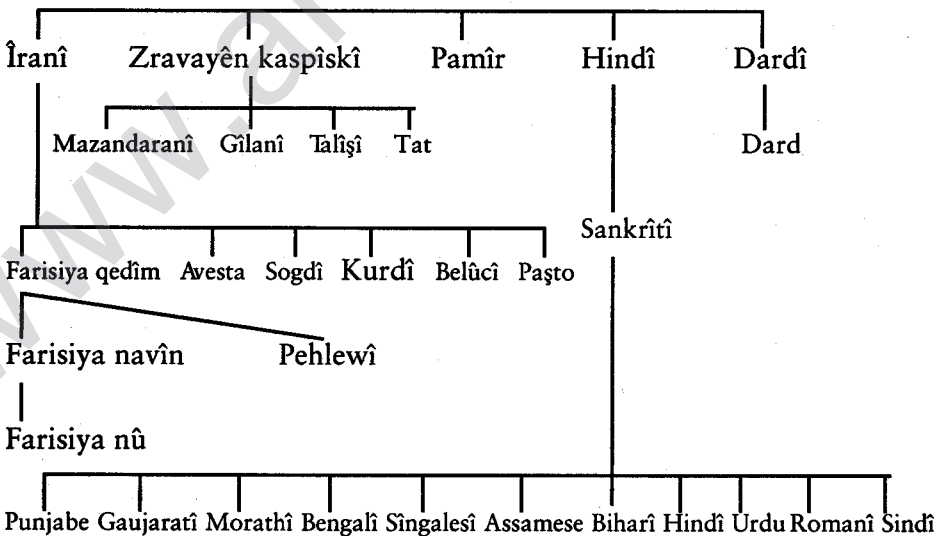 Îranî Zravayên kaspîskî Pamîr Hindî Dardî
Mazandaranî Gîlanî Talîşî Tat Dard
Sankrîtî
Farisiya qedîm Avesta Sogdî Kurdî Belûcî Paşto
Farisiya navîn Pehlewî
Farisiya nû
Punjabe Gaujaratî Morathî Bengalî Sîngalesî Assamese Biharî Hindî Urdu Romanî Sindî
www.a